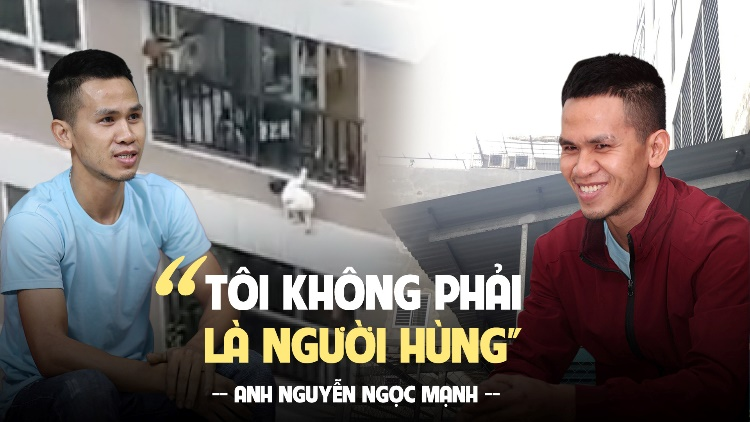 “TÔI KHÔNG PHẢI
LÀ NGƯỜI HÙNG”
-- ANH NGUYỄN NGỌC MẠNH --